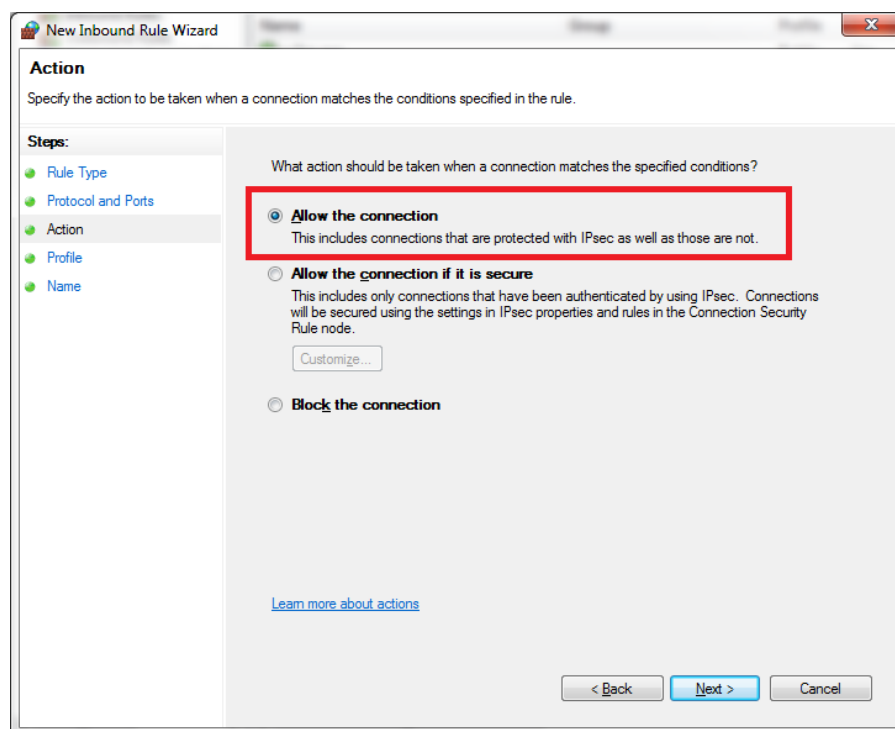 New Inbound Rule Wizard
Name Group Profile
Action
Specify the action to be taken when a connection matches the conditions specified in the rule.
Steps:
Rule Type
Protocol and Ports
Action
Profile
Name
What action should be taken when a connection matches the specified conditions?
Allow the connection
This includes connections that are protected with IPsec as well as those are not.
Allow the connection if it is secure
This includes only connections that have been authenticated by using IPsec. Connections
will be secured using the settings in IPsec properties and rules in the Connection Security
Rule node.
Customize...
Block the connection
Learn more about actions
< Back Next > Cancel